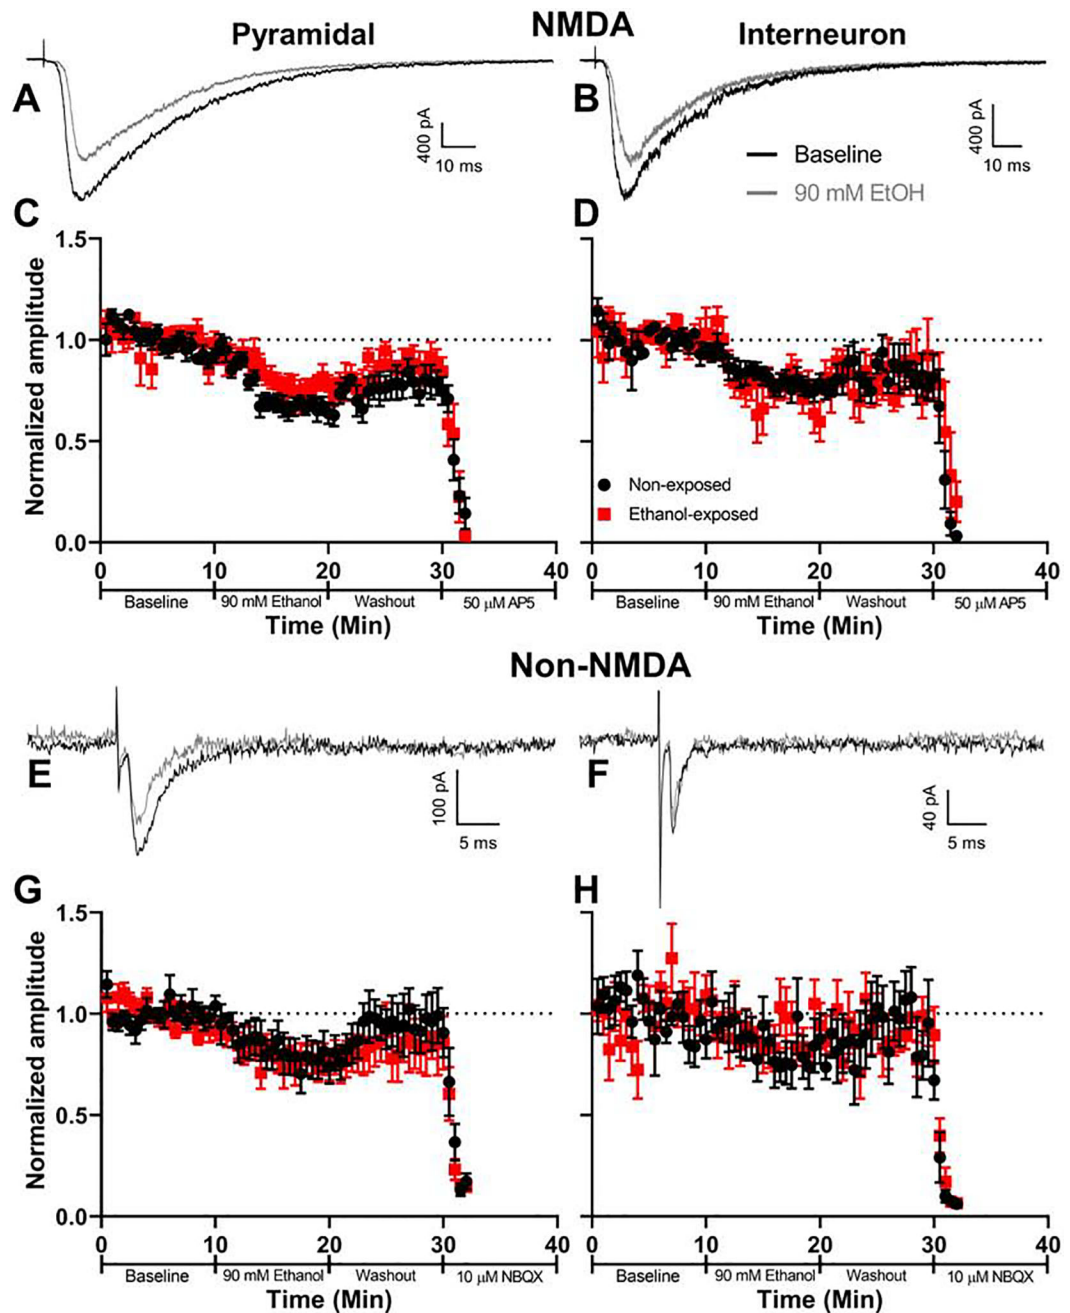 NMDA
Pyramidal
Interneuron
A
B
400 pA
10 ms
400 pA
10 ms
Baseline
90 mM EtOH
C
D
Normalized amplitude
1.5
1.0
0.5
0.0
Non-exposed
Ethanol-exposed
0 10 20 30 40
0 10 20 30 40
Baseline 90 mM Ethanol Washout 50 μM AP5
Baseline 90 mM Ethanol Washout 50 μM AP5
Time (Min)
Time (Min)
Non-NMDA
E
F
100 pA
5 ms
40 pA
5 ms
G
H
Normalized amplitude
1.5
1.0
0.5
0.0
0 10 20 30 40
0 10 20 30 40
Baseline 90 mM Ethanol Washout 10 μM NBQX
Baseline 90 mM Ethanol Washout 10 μM NBQX
Time (Min)
Time (Min)